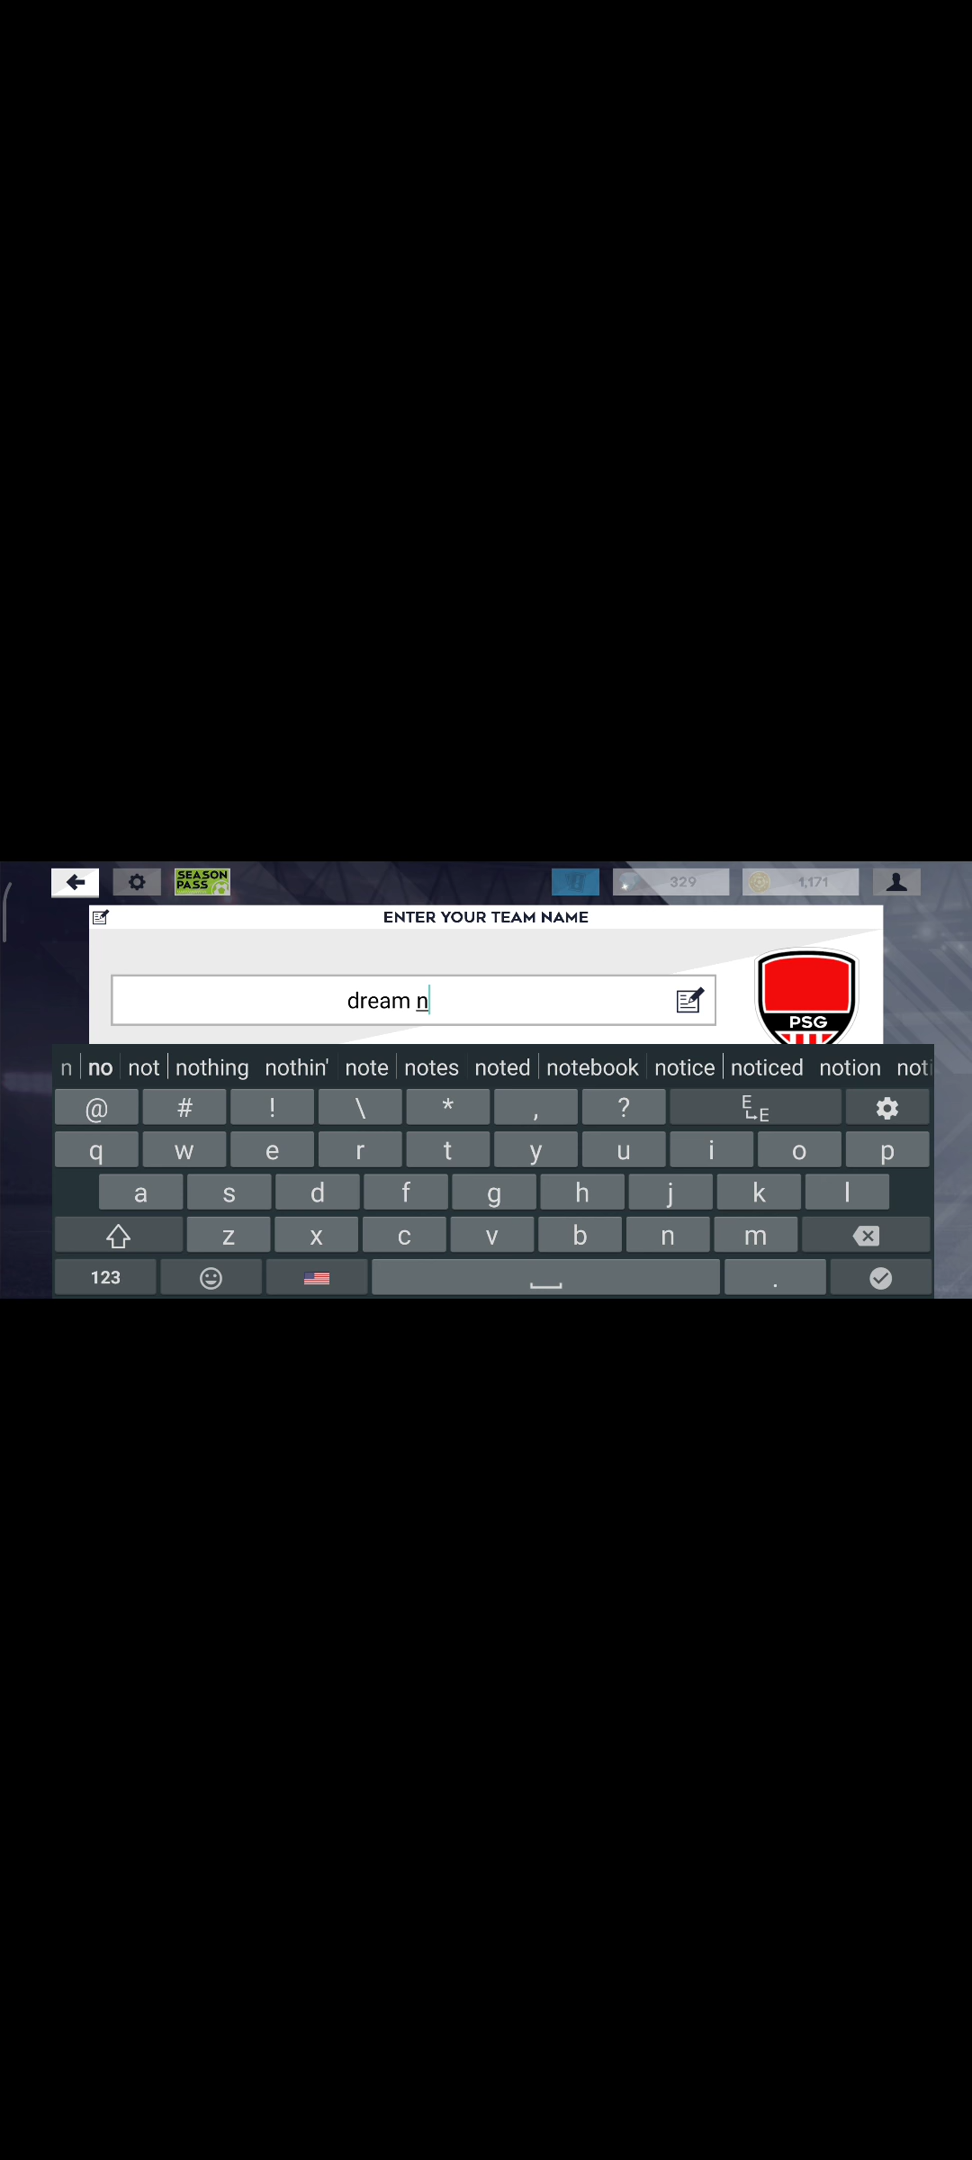 SEASON PASS 329 1,171
ENTER YOUR TEAM NAME
dream n
PSG
n no not nothing nothin' note notes noted notebook notice noticed notion noti
@ # ! \ * , ? E E
q w e r t y u i o p
a s d f g h j k l
z x c v b n m
123 .